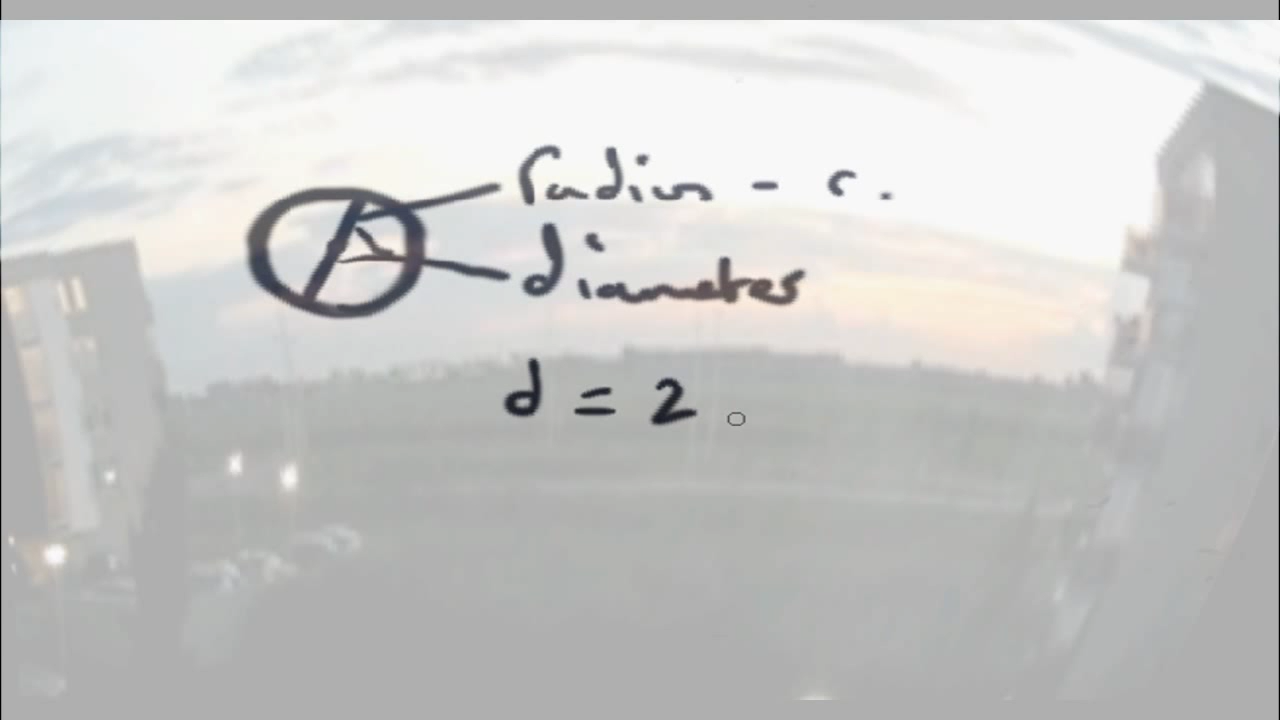 radius - r.
diameter
d = 2